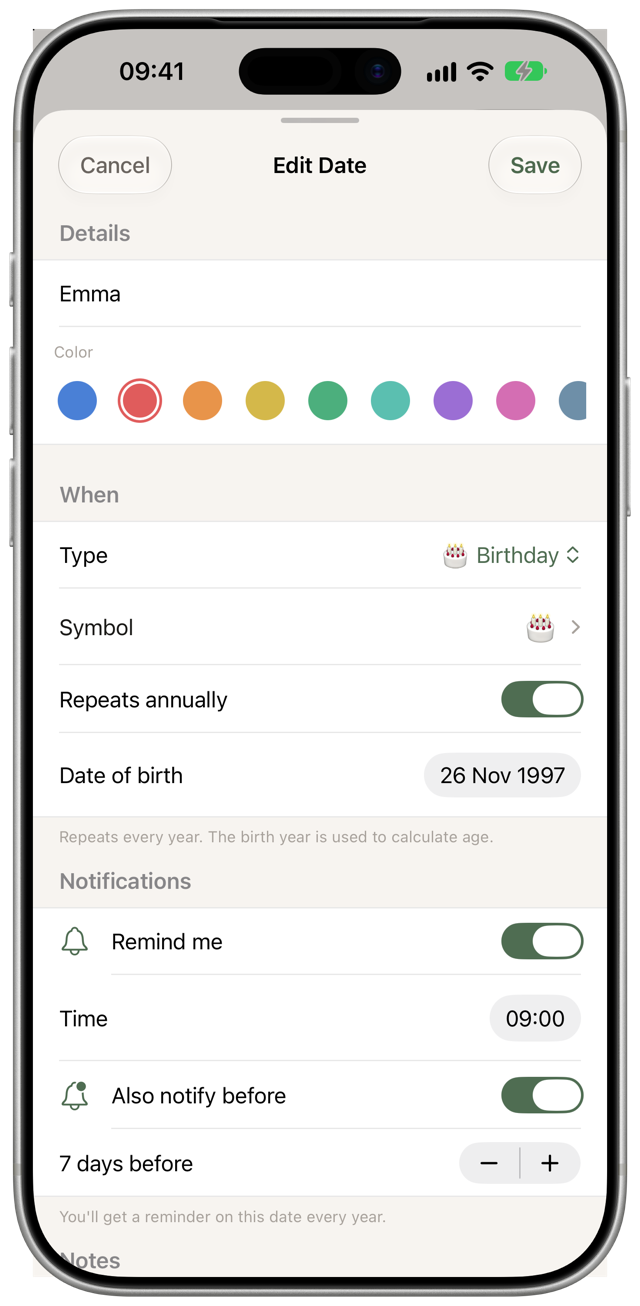 09:41
Cancel Edit Date Save
Details
Emma
Color
When
Type Birthday
Symbol
Repeats annually
Date of birth 26 Nov 1997
Repeats every year. The birth year is used to calculate age.
Notifications
Remind me
Time 09:00
Also notify before
7 days before − +
You'll get a reminder on this date every year.
Notes